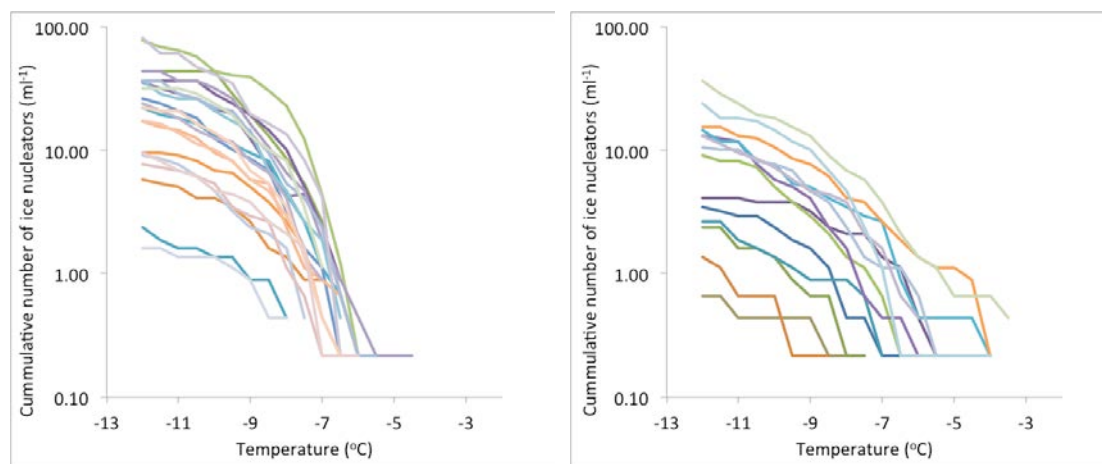 100.00
10.00
1.00
0.10
Cummulative number of ice nucleators (ml⁻¹)
-13 -11 -9 -7 -5 -3
Temperature (°C)
100.00
10.00
1.00
0.10
Cummulative number of ice nucleators (ml⁻¹)
-13 -11 -9 -7 -5 -3
Temperature (°C)